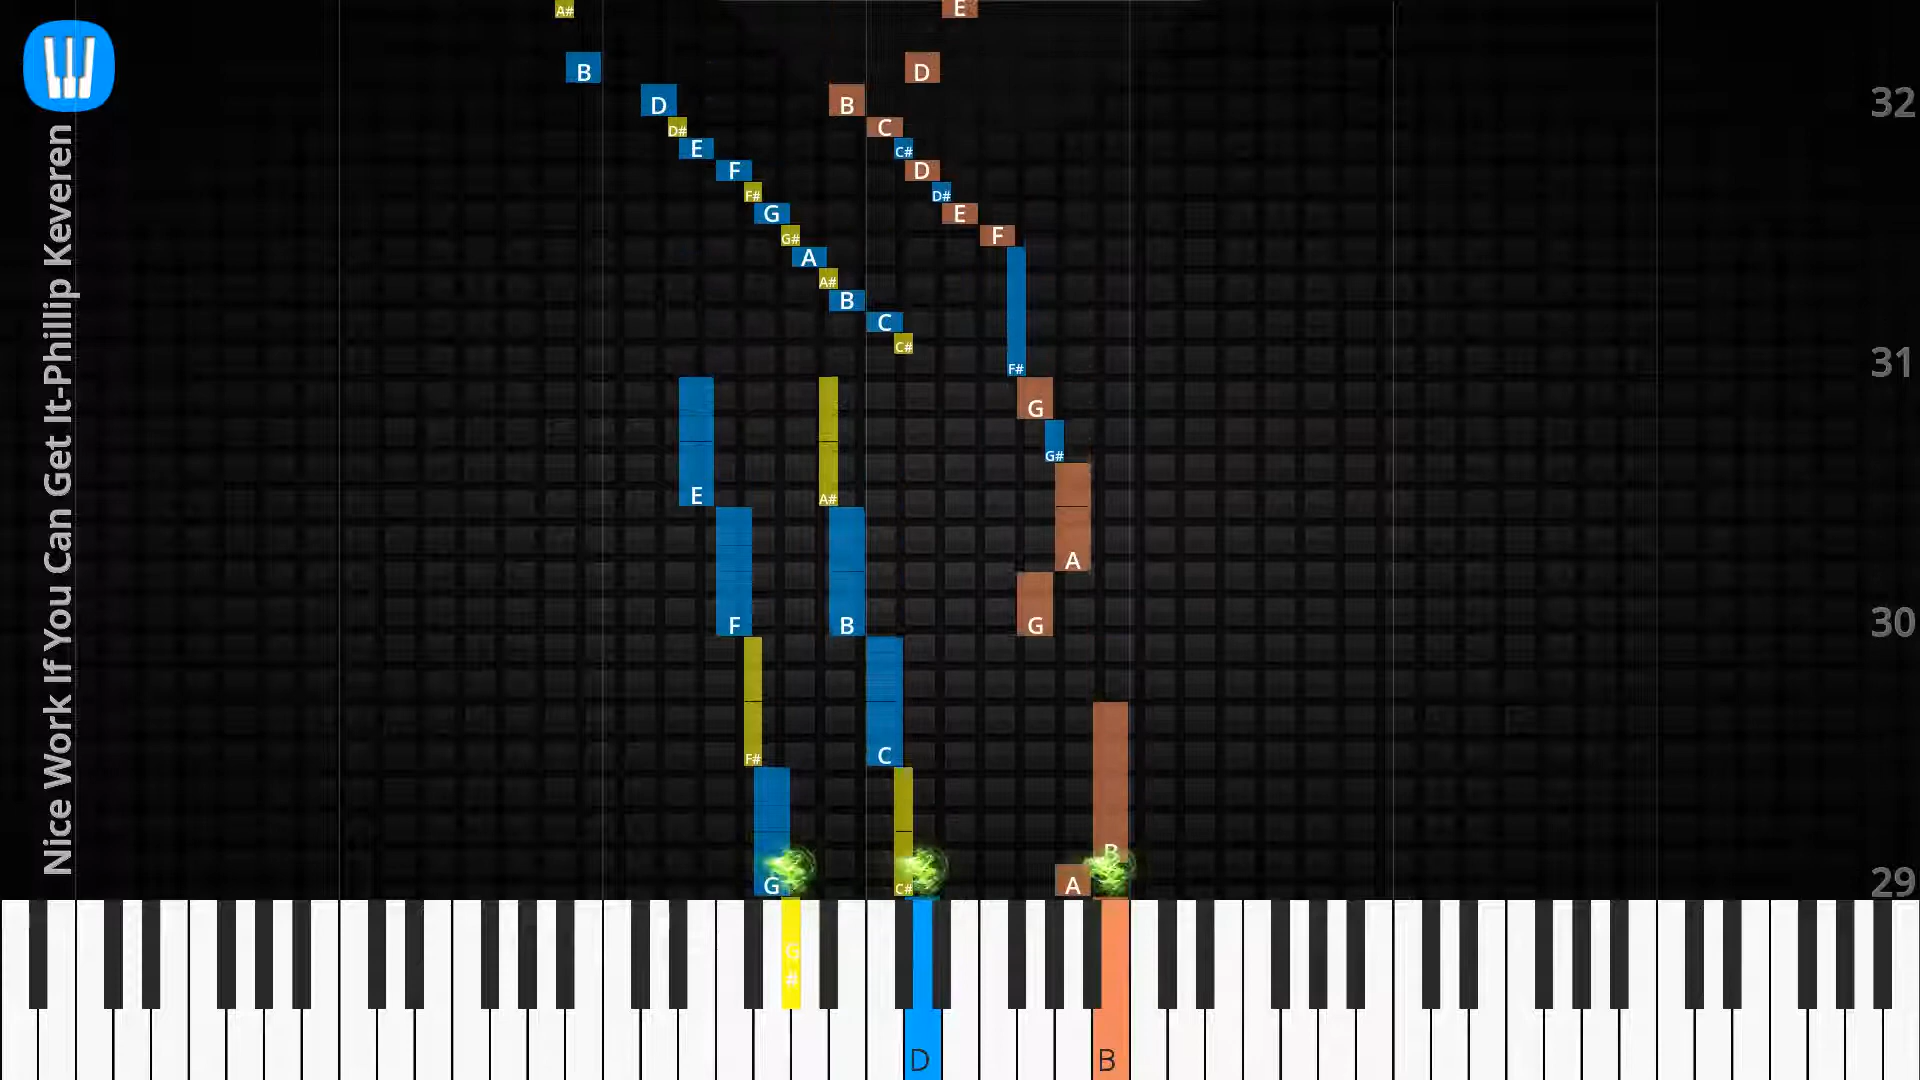 Nice Work If You Can Get It-Phillip Keveren
A# E
B D
32
D B
D# C
E C#
F D
F# D#
G E
G# F
A
A#
B
C
C#
31
F#
G
G#
E A#
A
F B G
30
F# C
B
G C# A
29
G
#
D B